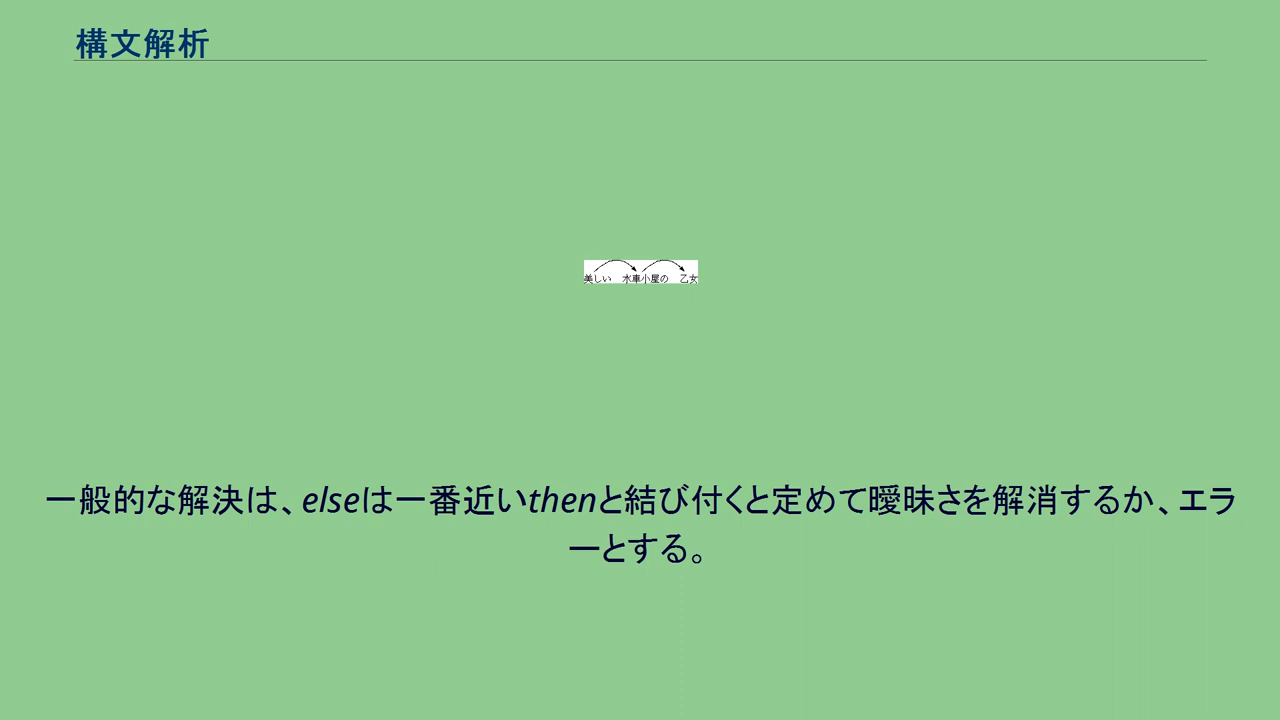 構文解析
美しい 水車小屋の 乙女
一般的な解決は、elseは一番近いthenと結び付くと定めて曖昧さを解消するか、エラ
ーとする。